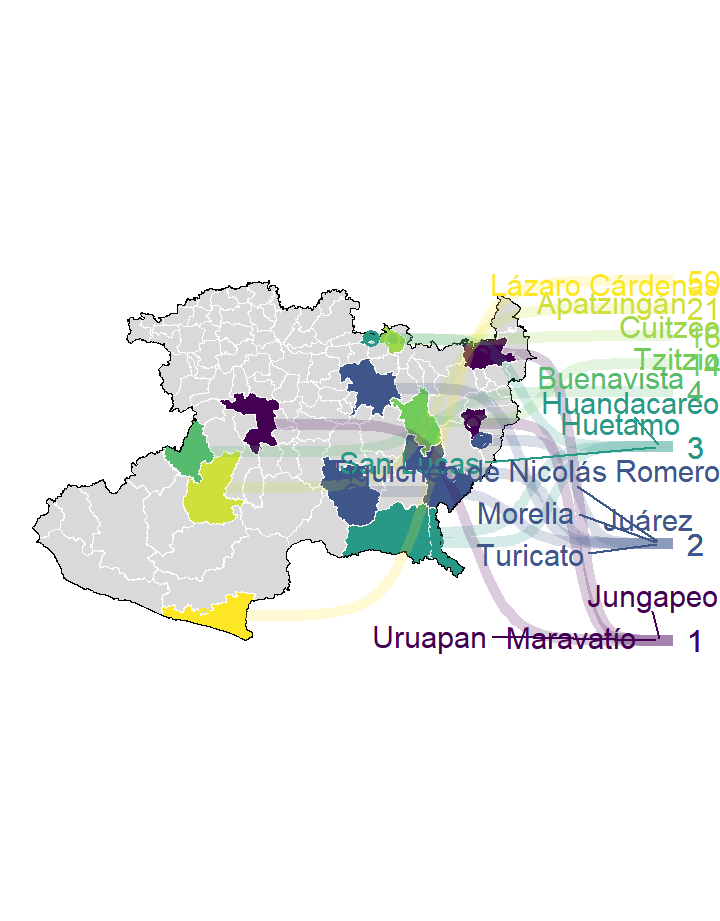 50
Lázaro Cárdenas
Apatzingán
21
Cuitzeo
16
Tzitzio
14
Buenavista
4
Huandacareo
Huetamo
3
San Lucas
Tiquicheo de Nicolás Romero
Morelia
Juárez
2
Turicato
Jungapeo
Uruapan
Maravatío
1